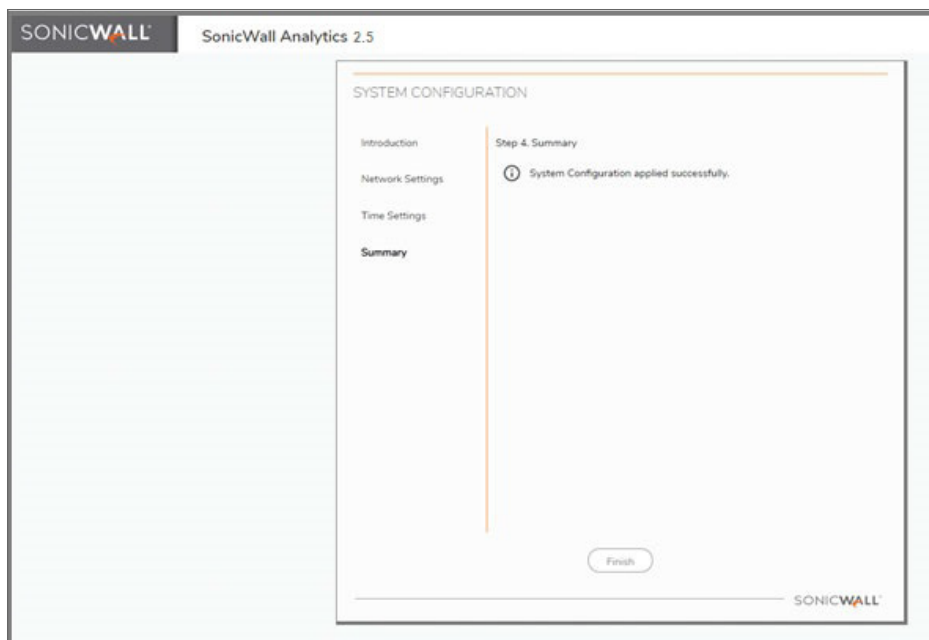 SONICWALL
SonicWall Analytics 2.5
SYSTEM CONFIGURATION
Introduction
Network Settings
Time Settings
Summary
Step 4. Summary
System Configuration applied successfully.
Finish
SONICWALL